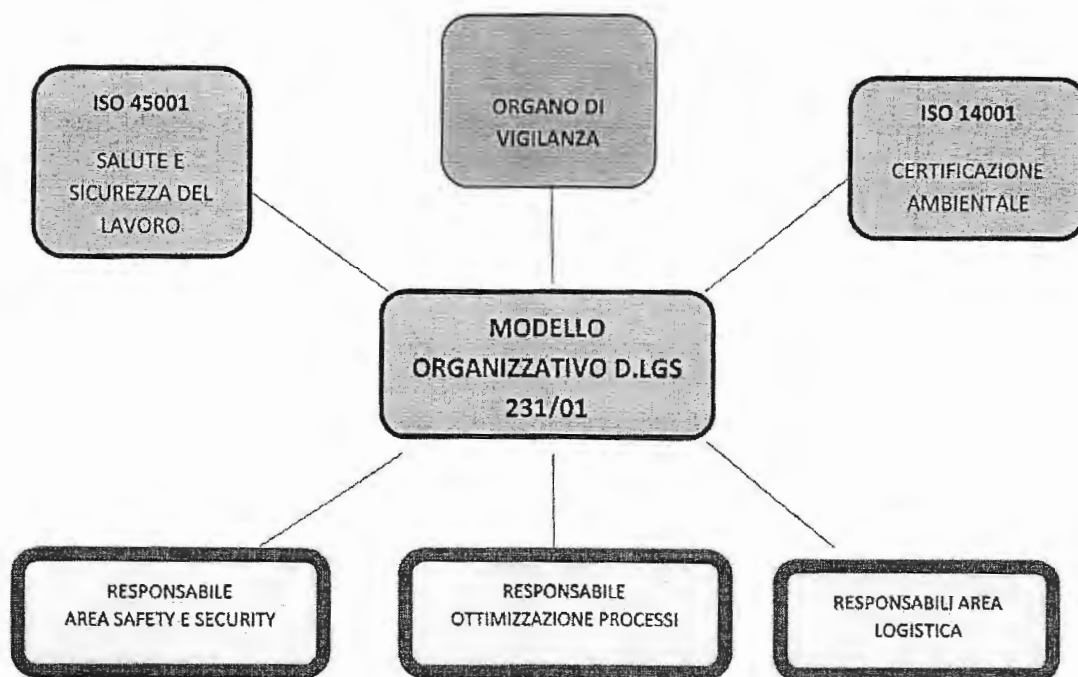 ISO 45001
SALUTE E
SICUREZZA DEL
LAVORO
ORGANO DI
VIGILANZA
ISO 14001
CERTIFICAZIONE
AMBIENTALE
MODELLO
ORGANIZZATIVO D.LGS
231/01
RESPONSABILE
AREA SAFETY E SECURITY
RESPONSABILE
OTTIMIZZAZIONE PROCESSI
RESPONSABILI AREA
LOGISTICA